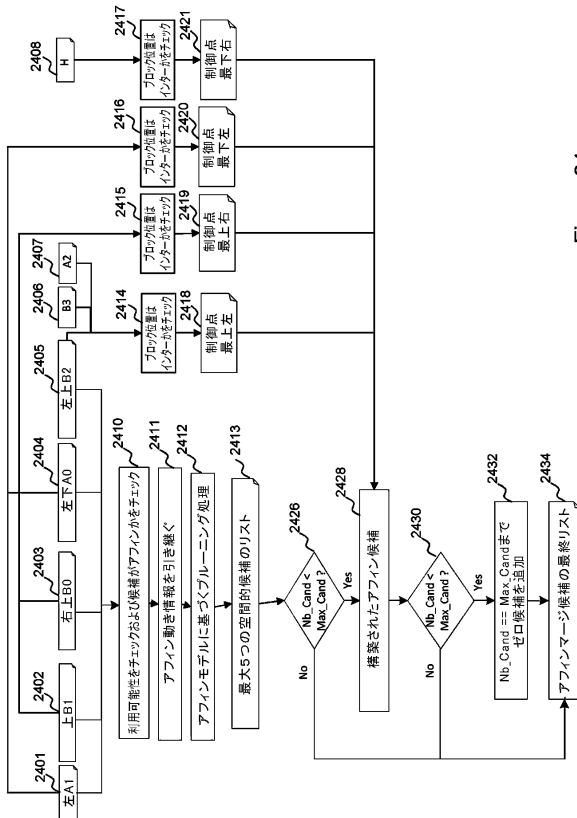 2401
左A1
2402
上B1
2403
右上B0
2404
左下A0
2405
左上B2
2406
B3
2407
A2
2408
H
2410
利用可能性をチェックおよび候補がアフィンかをチェック
2411
アフィン動き情報を引き継ぐ
2412
アフィンモデルに基づくプルーニング処理
2413
最大5つの空間的候補のリスト
2414
ブロック位置は
インターかをチェック
2415
ブロック位置は
インターかをチェック
2416
ブロック位置は
インターかをチェック
2417
ブロック位置は
インターかをチェック
2418
制御点
最上左
2419
制御点
最上右
2420
制御点
最下左
2421
制御点
最下右
2426
Nb_Cand <
Max_Cand ?
Yes
No
2428
構築されたアフィン候補
2430
Nb_Cand <
Max_Cand ?
Yes
No
2432
Nb_Cand == Max_Candまで
ゼロ候補を追加
2434
アフィンマージ候補の最終リスト